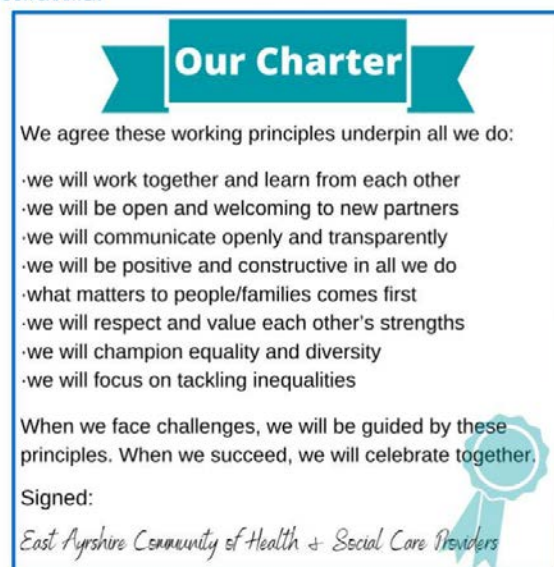 Our Charter
We agree these working principles underpin all we do:
·we will work together and learn from each other
·we will be open and welcoming to new partners
·we will communicate openly and transparently
·we will be positive and constructive in all we do
·what matters to people/families comes first
·we will respect and value each other's strengths
·we will champion equality and diversity
·we will focus on tackling inequalities
When we face challenges, we will be guided by these
principles. When we succeed, we will celebrate together.
Signed:
East Ayrshire Community of Health & Social Care Providers